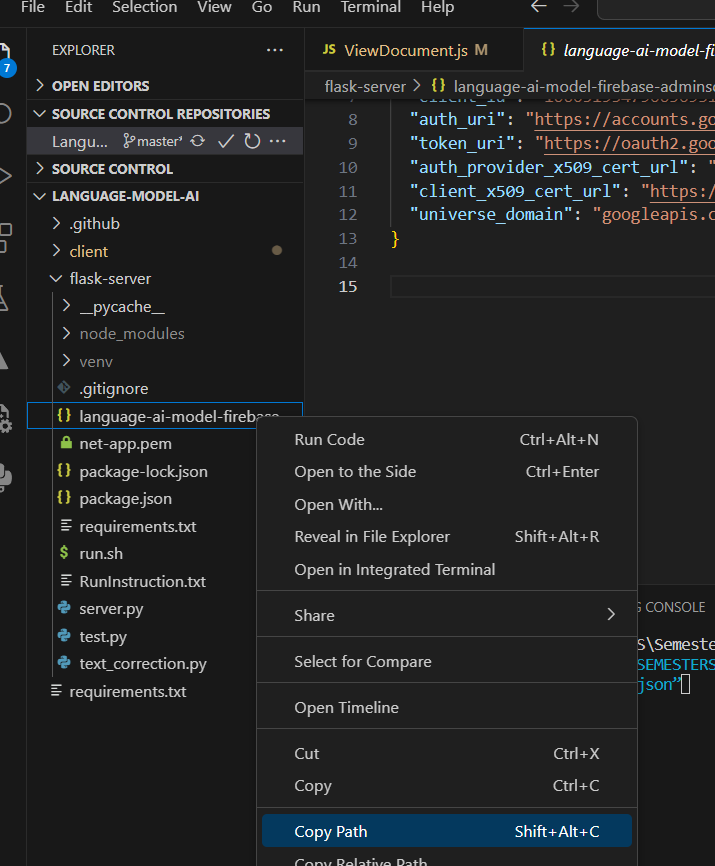 File Edit Selection View Go Run Terminal Help
7
EXPLORER ...
OPEN EDITORS
SOURCE CONTROL REPOSITORIES
Langu... master* ...
SOURCE CONTROL
LANGUAGE-MODEL-AI
.github
client
flask-server
__pycache__
node_modules
venv
.gitignore
{} language-ai-model-firebase
net-app.pem
{} package-lock.json
{} package.json
requirements.txt
$ run.sh
RunInstruction.txt
server.py
test.py
text_correction.py
requirements.txt
JS ViewDocument.js M
{} language-ai-model-fi
flask-server > {} language-ai-model-firebase-adminsd
8 "auth_uri": "https://accounts.go
9 "token_uri": "https://oauth2.goo
10 "auth_provider_x509_cert_url": "
11 "client_x509_cert_url": "https:/
12 "universe_domain": "googleapis.c
13 }
14
15
Run Code Ctrl+Alt+N
Open to the Side Ctrl+Enter
Open With...
Reveal in File Explorer Shift+Alt+R
Open in Integrated Terminal
Share >
Select for Compare
Open Timeline
Cut Ctrl+X
Copy Ctrl+C
Copy Path Shift+Alt+C
Copy Relative Path
G CONSOLE
S\Semeste
SEMESTERS
json”